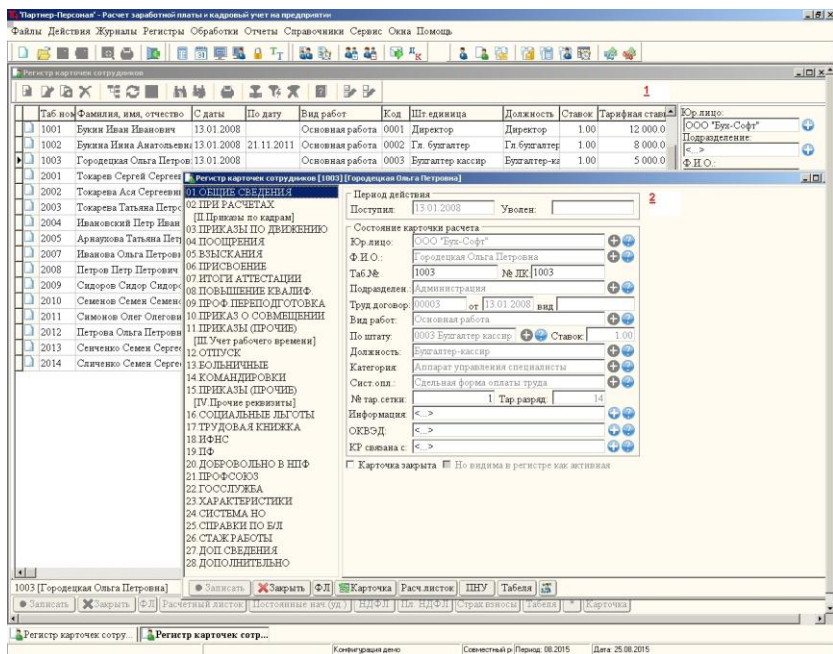 "Партнер-Персонал" - Расчет заработной платы и кадровый учет на предприятии
Файлы Действия Журналы Регистры Обработки Отчеты Справочники Сервис Окна Помощь
Регистр карточек сотрудников
1
Таб.ном Фамилия, имя, отчество С даты По дату Вид работ Код Шт.единица Должность Ставок Тарифная ставк
1001 Букин Иван Иванович 13.01.2008 Основная работа 0001 Директор Директор 1.00 12 000.0
1002 Букина Инна Анатольевна 13.01.2008 21.11.2011 Основная работа 0002 Гл. бухгалтер Гл.бухгалтер 1.00 8 000.0
1003 Городецкая Ольга Петров 13.01.2008 Основная работа 0003 Бухгалтер кассир Бухгалтер-ка 1.00 5 000.0
Юр.лицо:
ООО "Бух-Софт"
Подразделение:
<...>
Ф.И.О.:
2001 Токарев Сергей Сергеев
2002 Токарева Ася Сергеевн
2003 Токарева Татьяна Петро
2004 Ивановский Петр Иван
2005 Арнаухова Татьяна Пет
2007 Иванова Ольга Петровн
2008 Петров Петр Петрович
2009 Сидоров Сидор Сидоро
2010 Семенов Семен Семено
2011 Симонов Олег Олегови
2012 Петрова Ольга Петровн
2013 Сенченко Семен Серге
2014 Спиченко Семен Серге
Регистр карточек сотрудников [1003] [Городецкая Ольга Петровна]
01 ОБЩИЕ СВЕДЕНИЯ
02 ПРИ РАСЧЕТАХ
[II.Приказы по кадрам]
03 ПРИКАЗЫ ПО ДВИЖЕНИЮ
04 ПООЩРЕНИЯ
05.ВЗЫСКАНИЯ
06.ПРИСВОЕНИЕ
07.ИТОГИ АТТЕСТАЦИИ
08.ПОВЫШЕНИЕ КВАЛИФ.
09.ПРОФ ПЕРЕПОДГОТОВКА
10.ПРИКАЗ О СОВМЕЩЕНИИ
11.ПРИКАЗЫ (ПРОЧИЕ)
[III.Учет рабочего времени]
12.ОТПУСК
13.БОЛЬНИЧНЫЕ
14.КОМАНДИРОВКИ
15.ПРИКАЗЫ (ПРОЧИЕ)
[IV.Прочие реквизиты]
16.СОЦИАЛЬНЫЕ ЛЬГОТЫ
17.ТРУДОВАЯ КНИЖКА
18.ИФНС
19.ПФ
20.ДОБРОВОЛЬНО В НПФ
21.ПРОФСОЮЗ
22.ГОССЛУЖБА
23.ХАРАКТЕРИСТИКИ
24.СИСТЕМА НО
25.СПРАВКИ ПО Б/Л
26.СТАЖ РАБОТЫ
27.ДОП.СВЕДЕНИЯ
28.ДОПОЛНИТЕЛЬНО
2
Период действия
Поступил: 13.01.2008 Уволен:
Состояние карточки расчета
Юр.лицо: ООО "Бух-Софт"
Ф.И.О.: Городецкая Ольга Петровна
Таб.№: 1003 № ЛК: 1003
Подразделен.: Администрация
Труд.договор: 00003 от 13.01.2008 вид
Вид работ: Основная работа
По штату: 0003 Бухгалтер кассир Ставок: 1.00
Должность: Бухгалтер-кассир
Категория: Аппарат управления специалисты
Сист.опл.: Сдельная форма оплаты труда
№ тар.сетки: 1 Тар.разряд: 14
Информация: <...>
ОКВЭД: <...>
КР связана с: <...>
Карточка закрыта Но видима в регистре как активная
1003 [Городецкая Ольга Петровна]
Записать Закрыть ФЛ Карточка Расч.листок ПНУ Табеля
Записать Закрыть ФЛ Расчетный листок Постоянные нач.(уд.) НДФЛ Пл. НДФЛ Страх.взносы Табеля * Карточка
Регистр карточек сотру... Регистр карточек сотр...
Конфигурация демо Совместный р Период: 08.2015 Дата: 25.08.2015